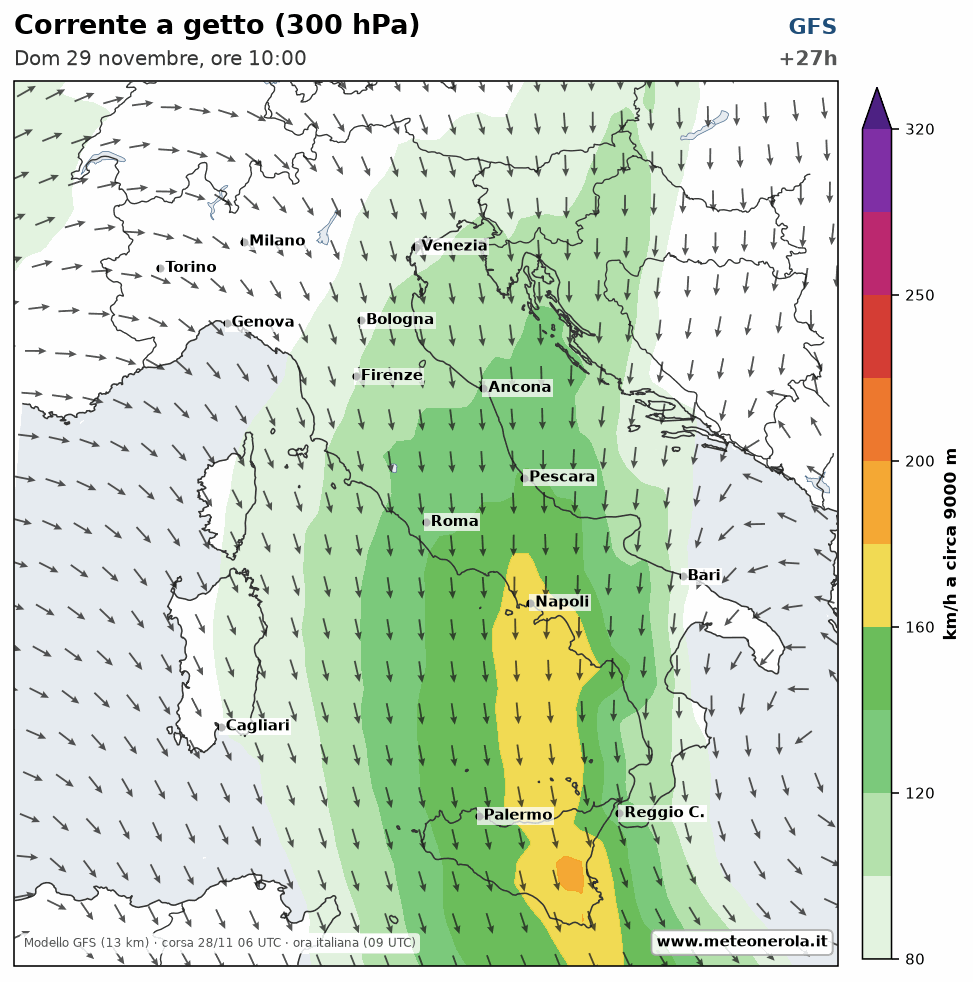 Corrente a getto (300 hPa)
GFS
Dom 29 novembre, ore 10:00
+27h
320
Milano
Venezia
Torino
250
Genova
Bologna
Firenze
Ancona
200
Pescara
Roma
Bari
Napoli
160
km/h a circa 9000 m
Cagliari
120
Palermo
Reggio C.
Modello GFS (13 km) · corsa 28/11 06 UTC · ora italiana (09 UTC)
www.meteonerola.it
80